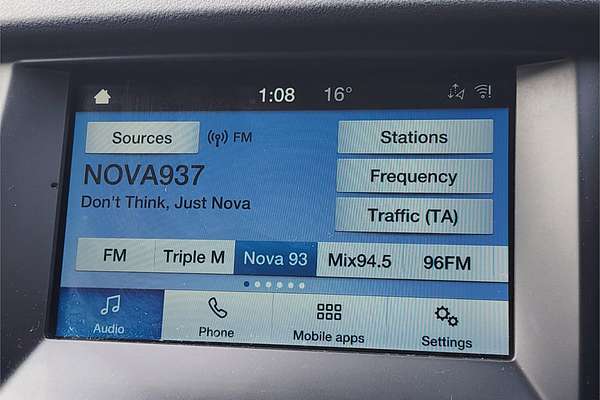 1:08 16°
Sources FM Stations
NOVA937
Frequency
Don't Think, Just Nova
Traffic (TA)
FM Triple M Nova 93 Mix94.5 96FM
Audio Phone Mobile apps Settings